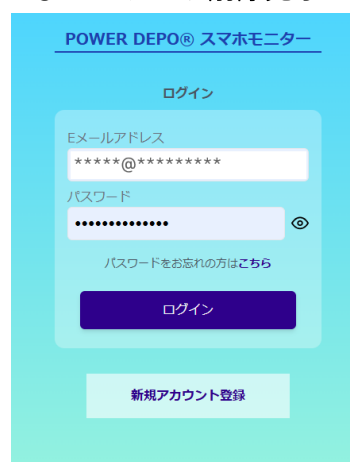 POWER DEPO® スマホモニター
ログイン
Eメールアドレス
*****@*********
パスワード
••••••••••••••
パスワードをお忘れの方はこちら
ログイン
新規アカウント登録